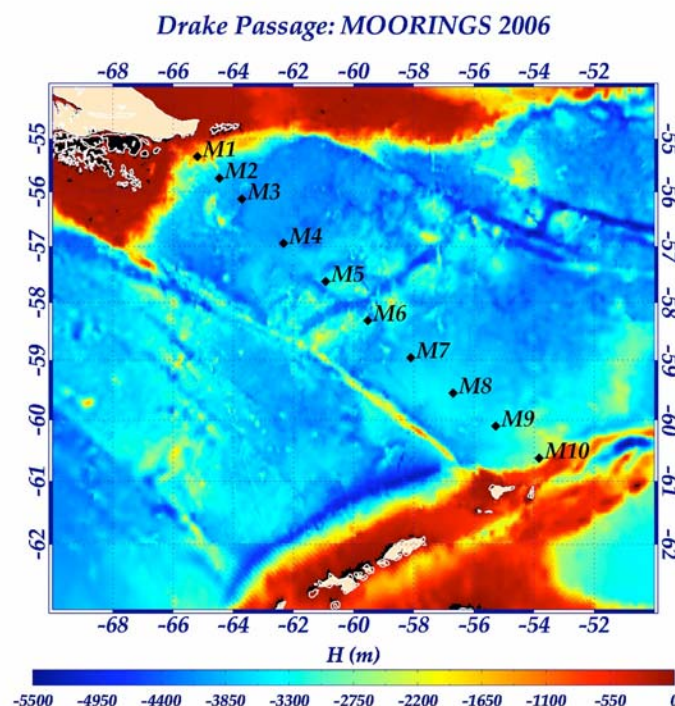 Drake Passage: MOORINGS 2006
-68 -66 -64 -62 -60 -58 -56 -54 -52
-55 -55
M1
M2
-56 M3 -56
-57 M4 -57
M5
-58 -58
M6
-59 M7 -59
M8
-60 M9 -60
M10
-61 -61
-62 -62
-68 -66 -64 -62 -60 -58 -56 -54 -52
H (m)
-5500 -4950 -4400 -3850 -3300 -2750 -2200 -1650 -1100 -550 0